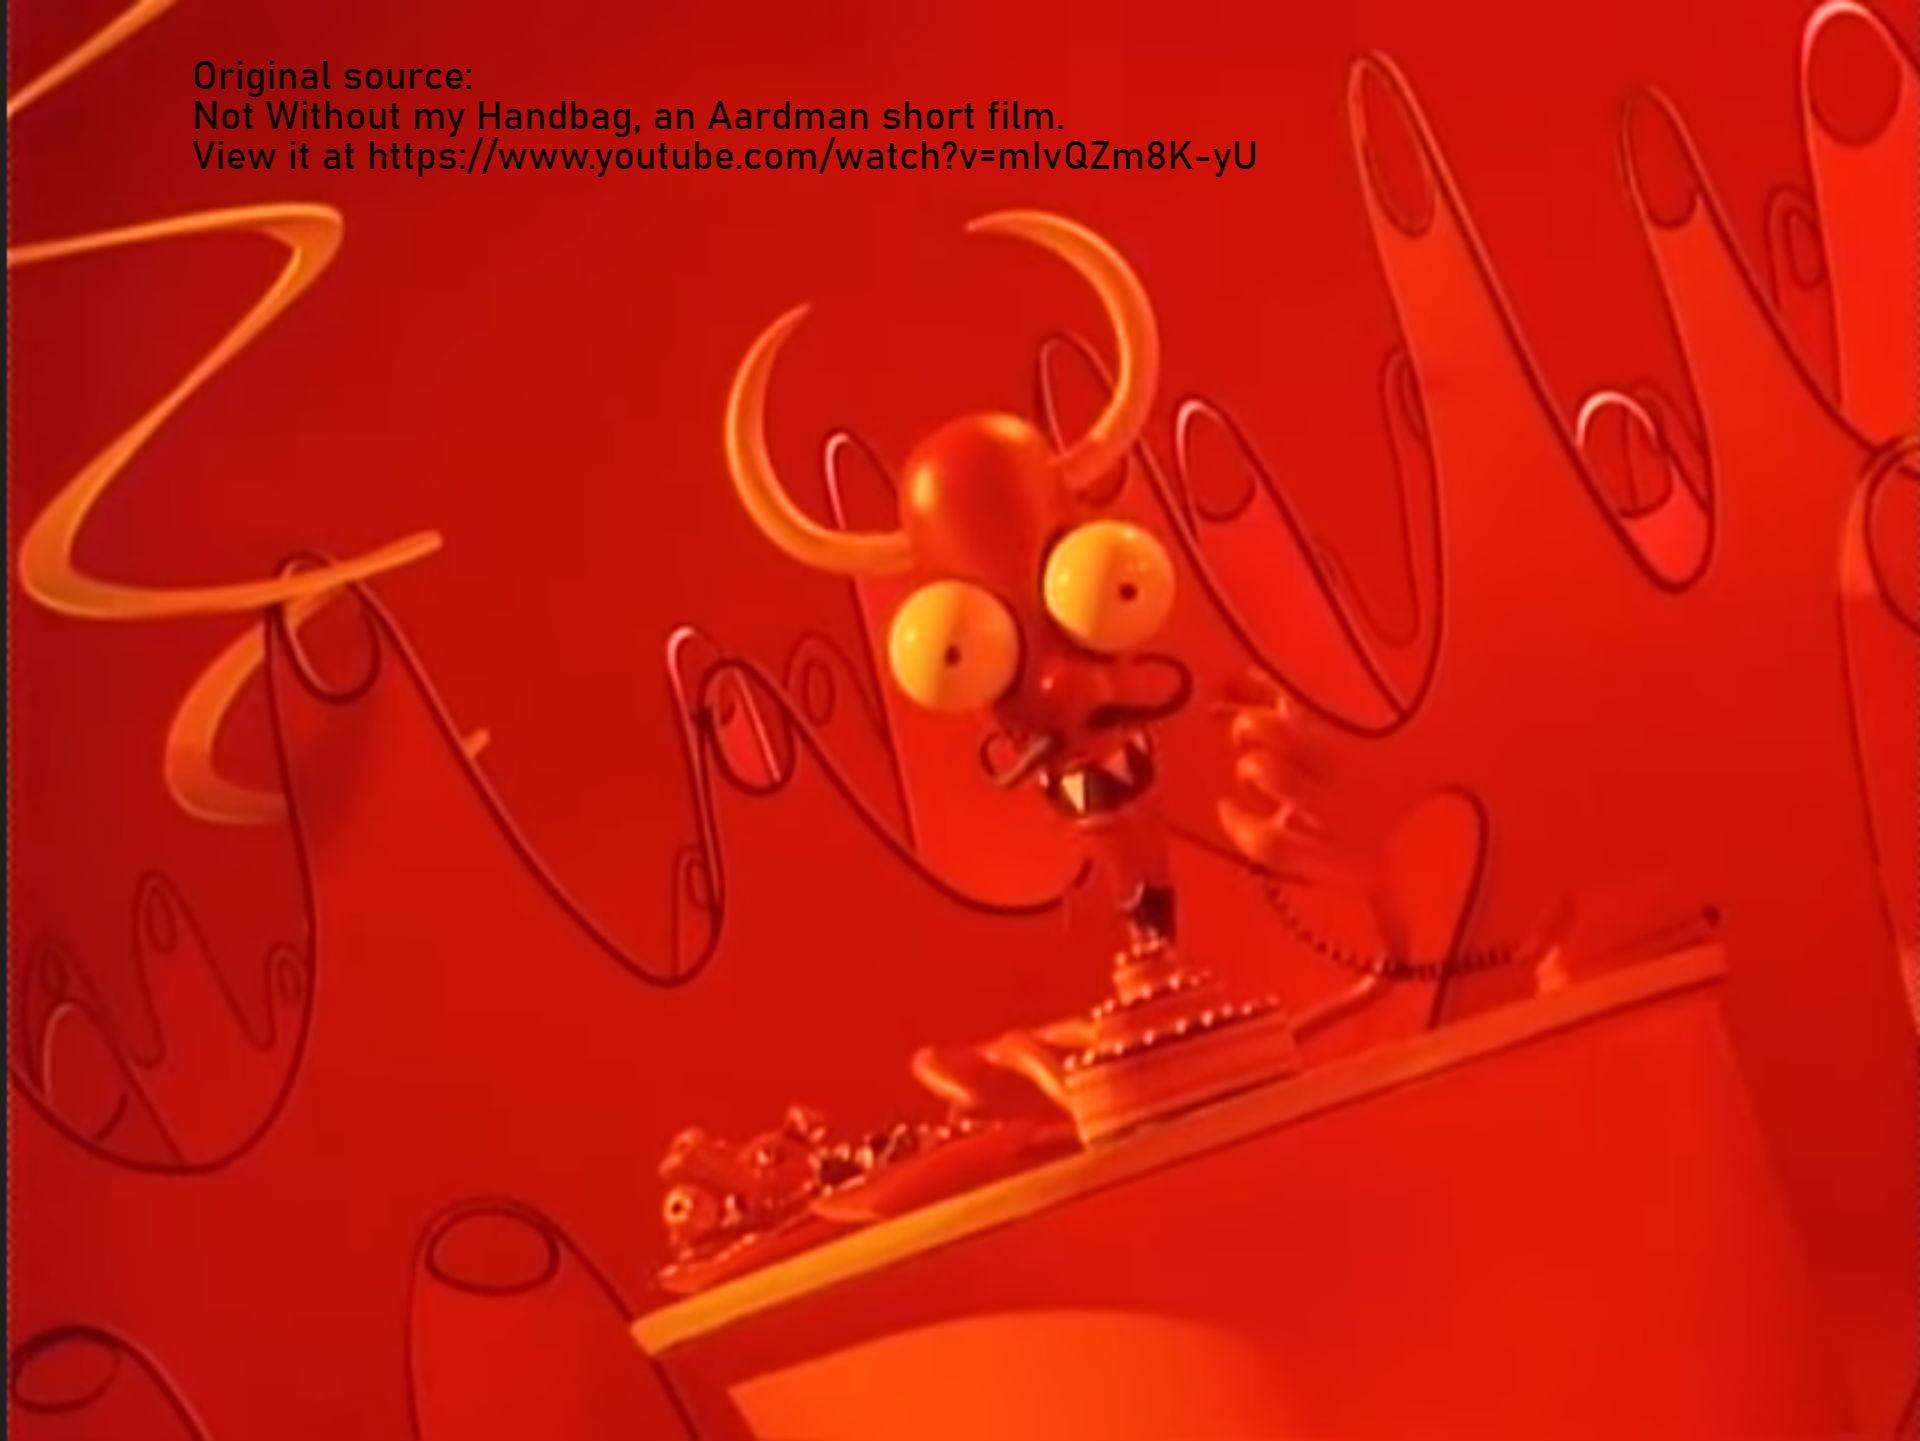 Original source:
Not Without my Handbag, an Aardman short film.
View it at https://www.youtube.com/watch?v=mIvQZm8K-yU